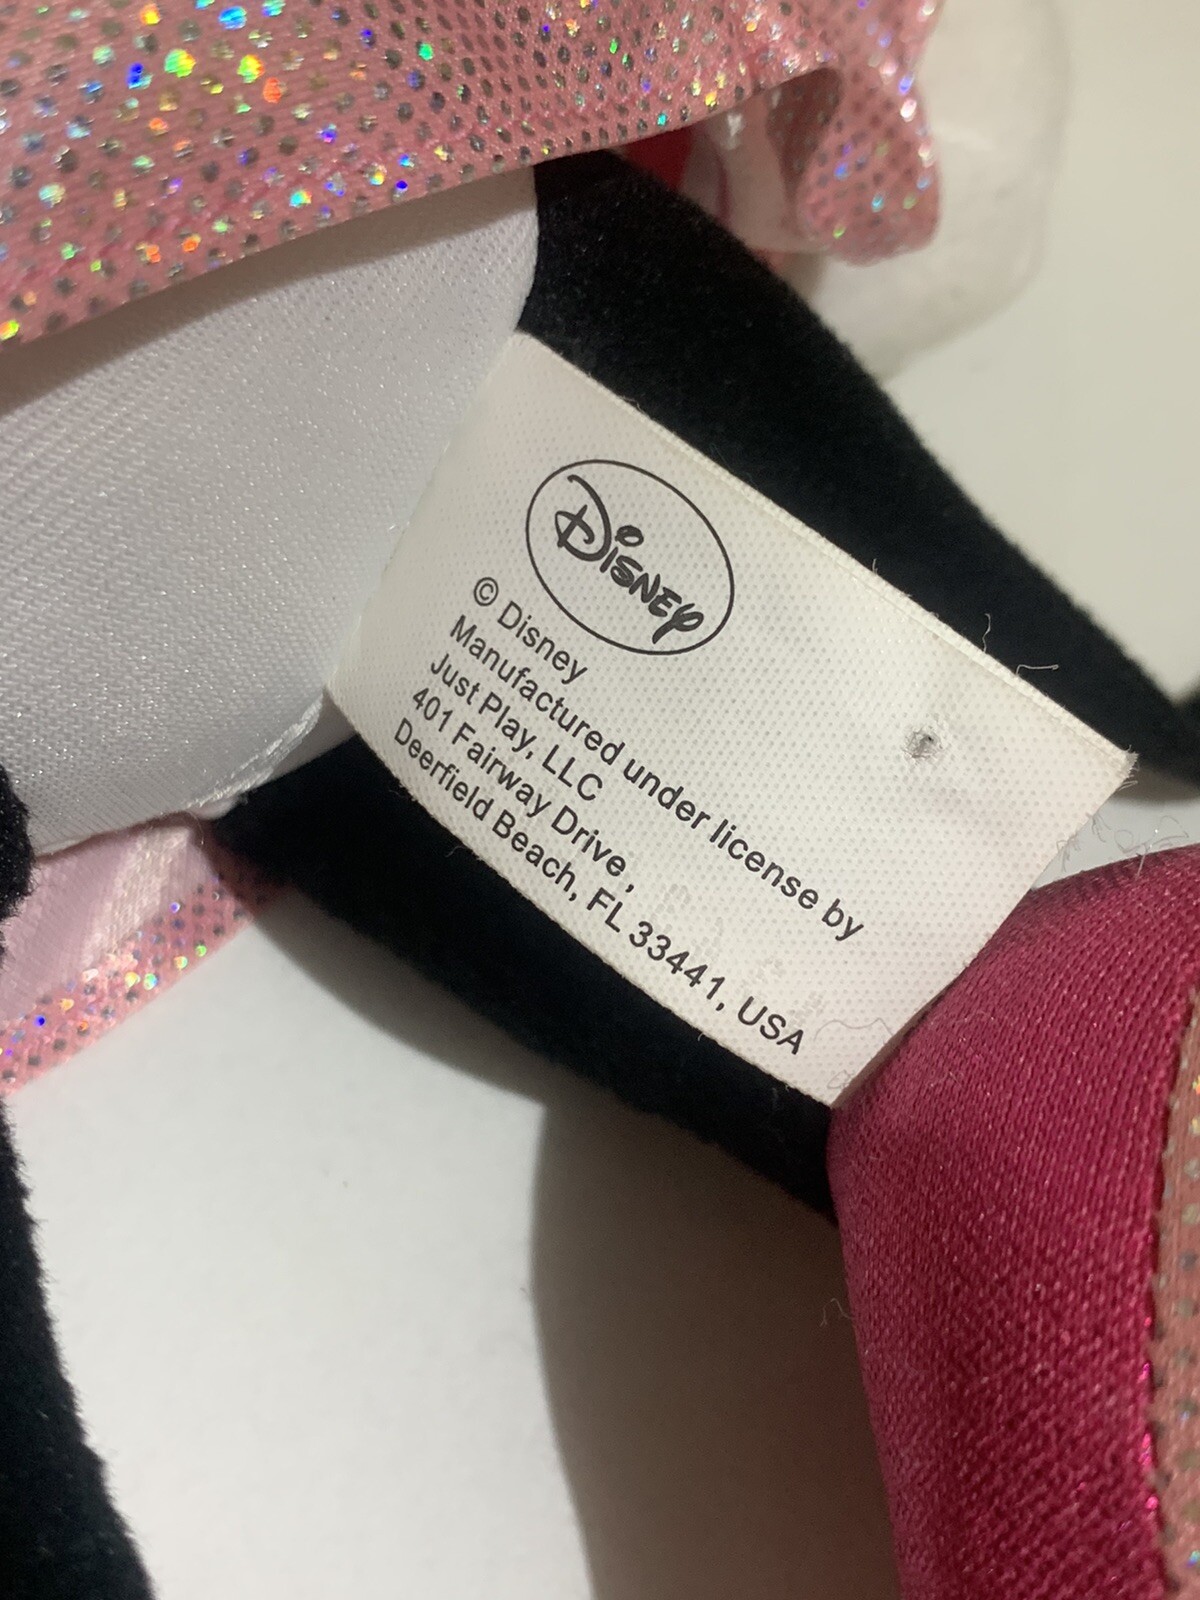 Disney
© Disney
Manufactured under license by
Just Play, LLC
401 Fairway Drive,
Deerfield Beach, FL 33441, USA